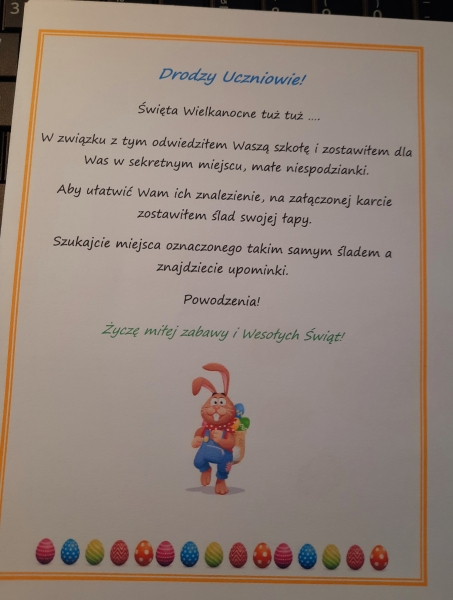 Drodzy Uczniowie!
Święta Wielkanocne tuż tuż ....
W związku z tym odwiedziłem Waszą szkołę i zostawiłem dla
Was w sekretnym miejscu, małe niespodzianki.
Aby ułatwić Wam ich znalezienie, na załączonej karcie
zostawiłem ślad swojej łapy.
Szukajcie miejsca oznaczonego takim samym śladem a
znajdziecie upominki.
Powodzenia!
Życzę miłej zabawy i Wesołych Świąt!